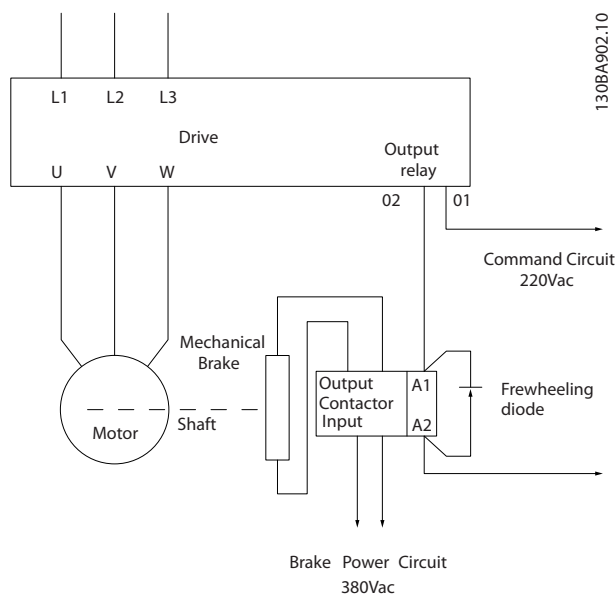 130BA902.10
L1 L2 L3
Drive
U V W
Output
relay
02 01
Command Circuit
220Vac
Mechanical
Brake
Output
Contactor
Input
A1
A2
Frewheeling
diode
Shaft
Motor
Brake Power Circuit
380Vac